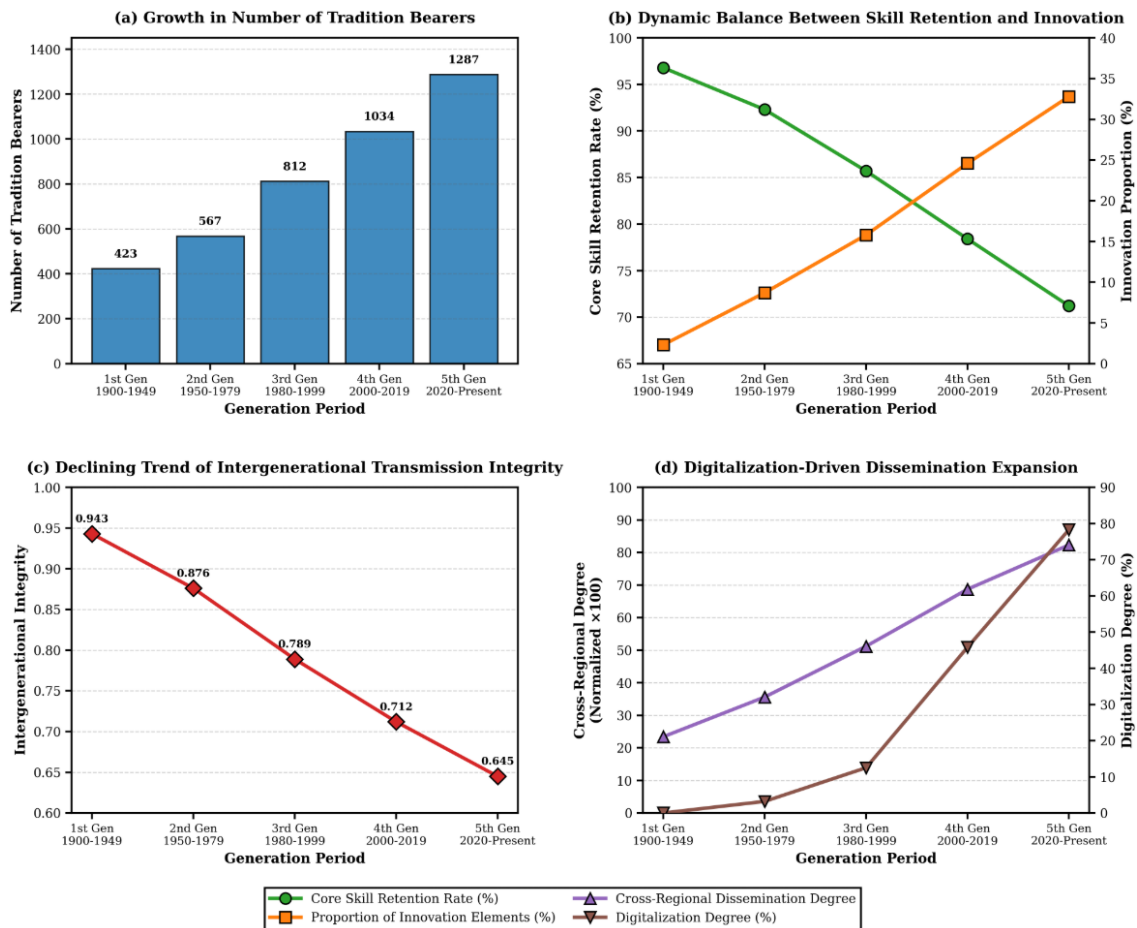 (a) Growth in Number of Tradition Bearers
Number of Tradition Bearers
1400
1200
1000
800
600
400
200
0
423
567
812
1034
1287
1st Gen
1900-1949
2nd Gen
1950-1979
3rd Gen
1980-1999
4th Gen
2000-2019
5th Gen
2020-Present
Generation Period
(b) Dynamic Balance Between Skill Retention and Innovation
Core Skill Retention Rate (%)
100
95
90
85
80
75
70
65
Innovation Proportion (%)
40
35
30
25
20
15
10
5
0
1st Gen
1900-1949
2nd Gen
1950-1979
3rd Gen
1980-1999
4th Gen
2000-2019
5th Gen
2020-Present
Generation Period
(c) Declining Trend of Intergenerational Transmission Integrity
Intergenerational Integrity
1.00
0.95
0.90
0.85
0.80
0.75
0.70
0.65
0.60
0.943
0.876
0.789
0.712
0.645
1st Gen
1900-1949
2nd Gen
1950-1979
3rd Gen
1980-1999
4th Gen
2000-2019
5th Gen
2020-Present
Generation Period
(d) Digitalization-Driven Dissemination Expansion
Cross-Regional Degree
(Normalized ×100)
100
90
80
70
60
50
40
30
20
10
0
Digitalization Degree (%)
90
80
70
60
50
40
30
20
10
0
1st Gen
1900-1949
2nd Gen
1950-1979
3rd Gen
1980-1999
4th Gen
2000-2019
5th Gen
2020-Present
Generation Period
Core Skill Retention Rate (%)
Proportion of Innovation Elements (%)
Cross-Regional Dissemination Degree
Digitalization Degree (%)